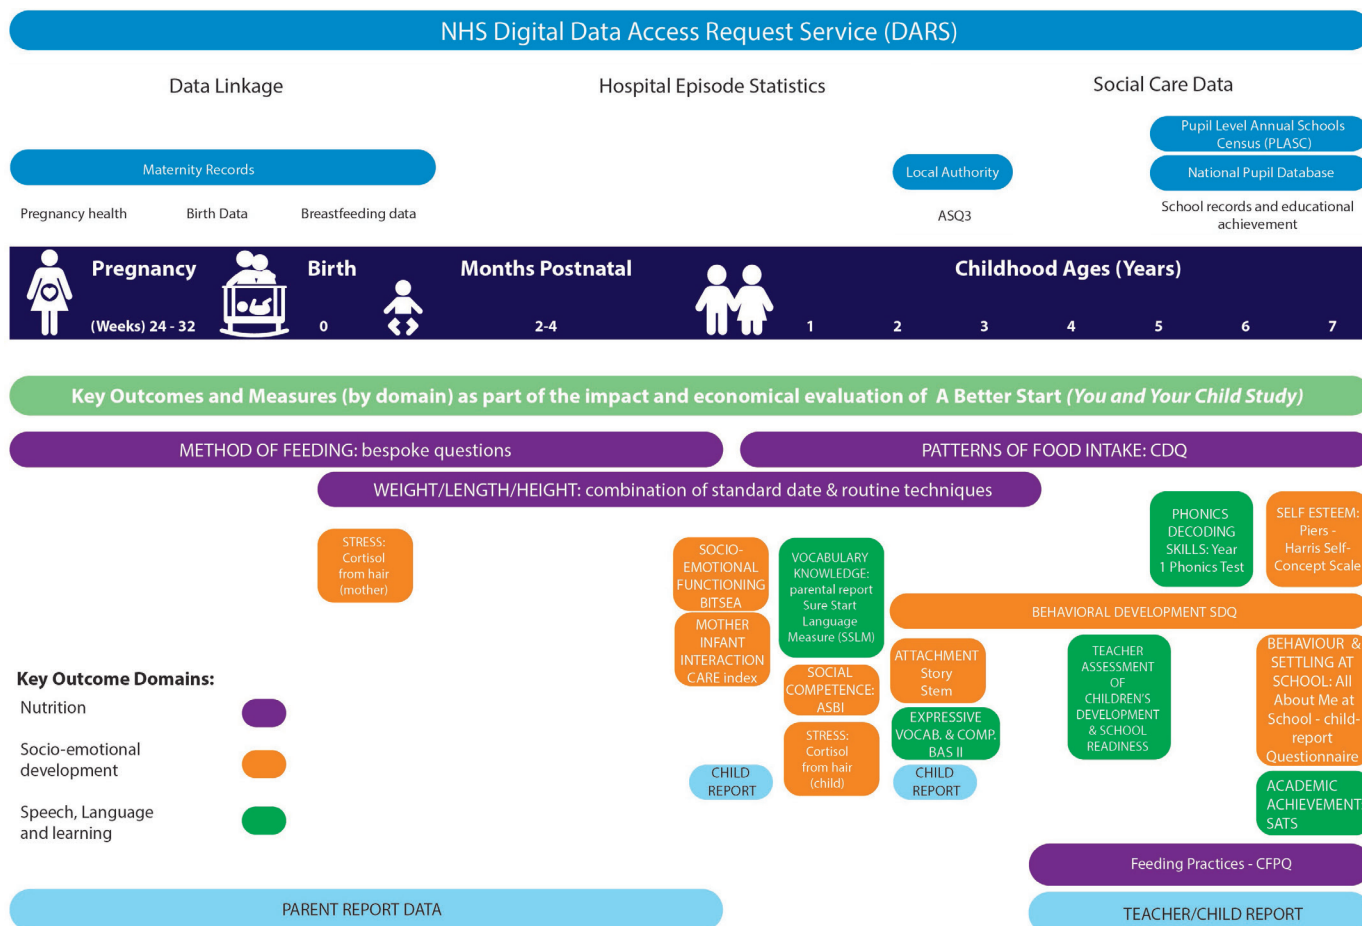 NHS Digital Data Access Request Service (DARS)
Data Linkage
Hospital Episode Statistics
Social Care Data
Pupil Level Annual Schools
Census (PLASC)
Maternity Records
Local Authority
National Pupil Database
Pregnancy health
Birth Data
Breastfeeding data
ASQ3
School records and educational
achievement
Pregnancy
Birth
Months Postnatal
Childhood Ages (Years)
(Weeks) 24 - 32
0
2-4
1
2
3
4
5
6
7
Key Outcomes and Measures (by domain) as part of the impact and economical evaluation of A Better Start (You and Your Child Study)
METHOD OF FEEDING: bespoke questions
PATTERNS OF FOOD INTAKE: CDQ
WEIGHT/LENGTH/HEIGHT: combination of standard date & routine techniques
STRESS:
Cortisol
from hair
(mother)
SOCIO-
EMOTIONAL
FUNCTIONING
BITSEA
MOTHER
INFANT
INTERACTION
CARE index
CHILD
REPORT
VOCABULARY
KNOWLEDGE:
parental report
Sure Start
Language
Measure (SSLM)
SOCIAL
COMPETENCE:
ASBI
STRESS:
Cortisol
from hair
(child)
PHONICS
DECODING
SKILLS: Year
1 Phonics Test
SELF ESTEEM:
Piers -
Harris Self-
Concept Scale
BEHAVIORAL DEVELOPMENT SDQ
ATTACHMENT
Story
Stem
EXPRESSIVE
VOCAB. & COMP.
BAS II
CHILD
REPORT
TEACHER
ASSESSMENT
OF
CHILDREN'S
DEVELOPMENT
& SCHOOL
READINESS
BEHAVIOUR &
SETTLING AT
SCHOOL: All
About Me at
School - child-
report
Questionnaire
ACADEMIC
ACHIEVEMENT
SATS
Key Outcome Domains:
Nutrition
Socio-emotional
development
Speech, Language
and learning
Feeding Practices - CFPQ
PARENT REPORT DATA
TEACHER/CHILD REPORT